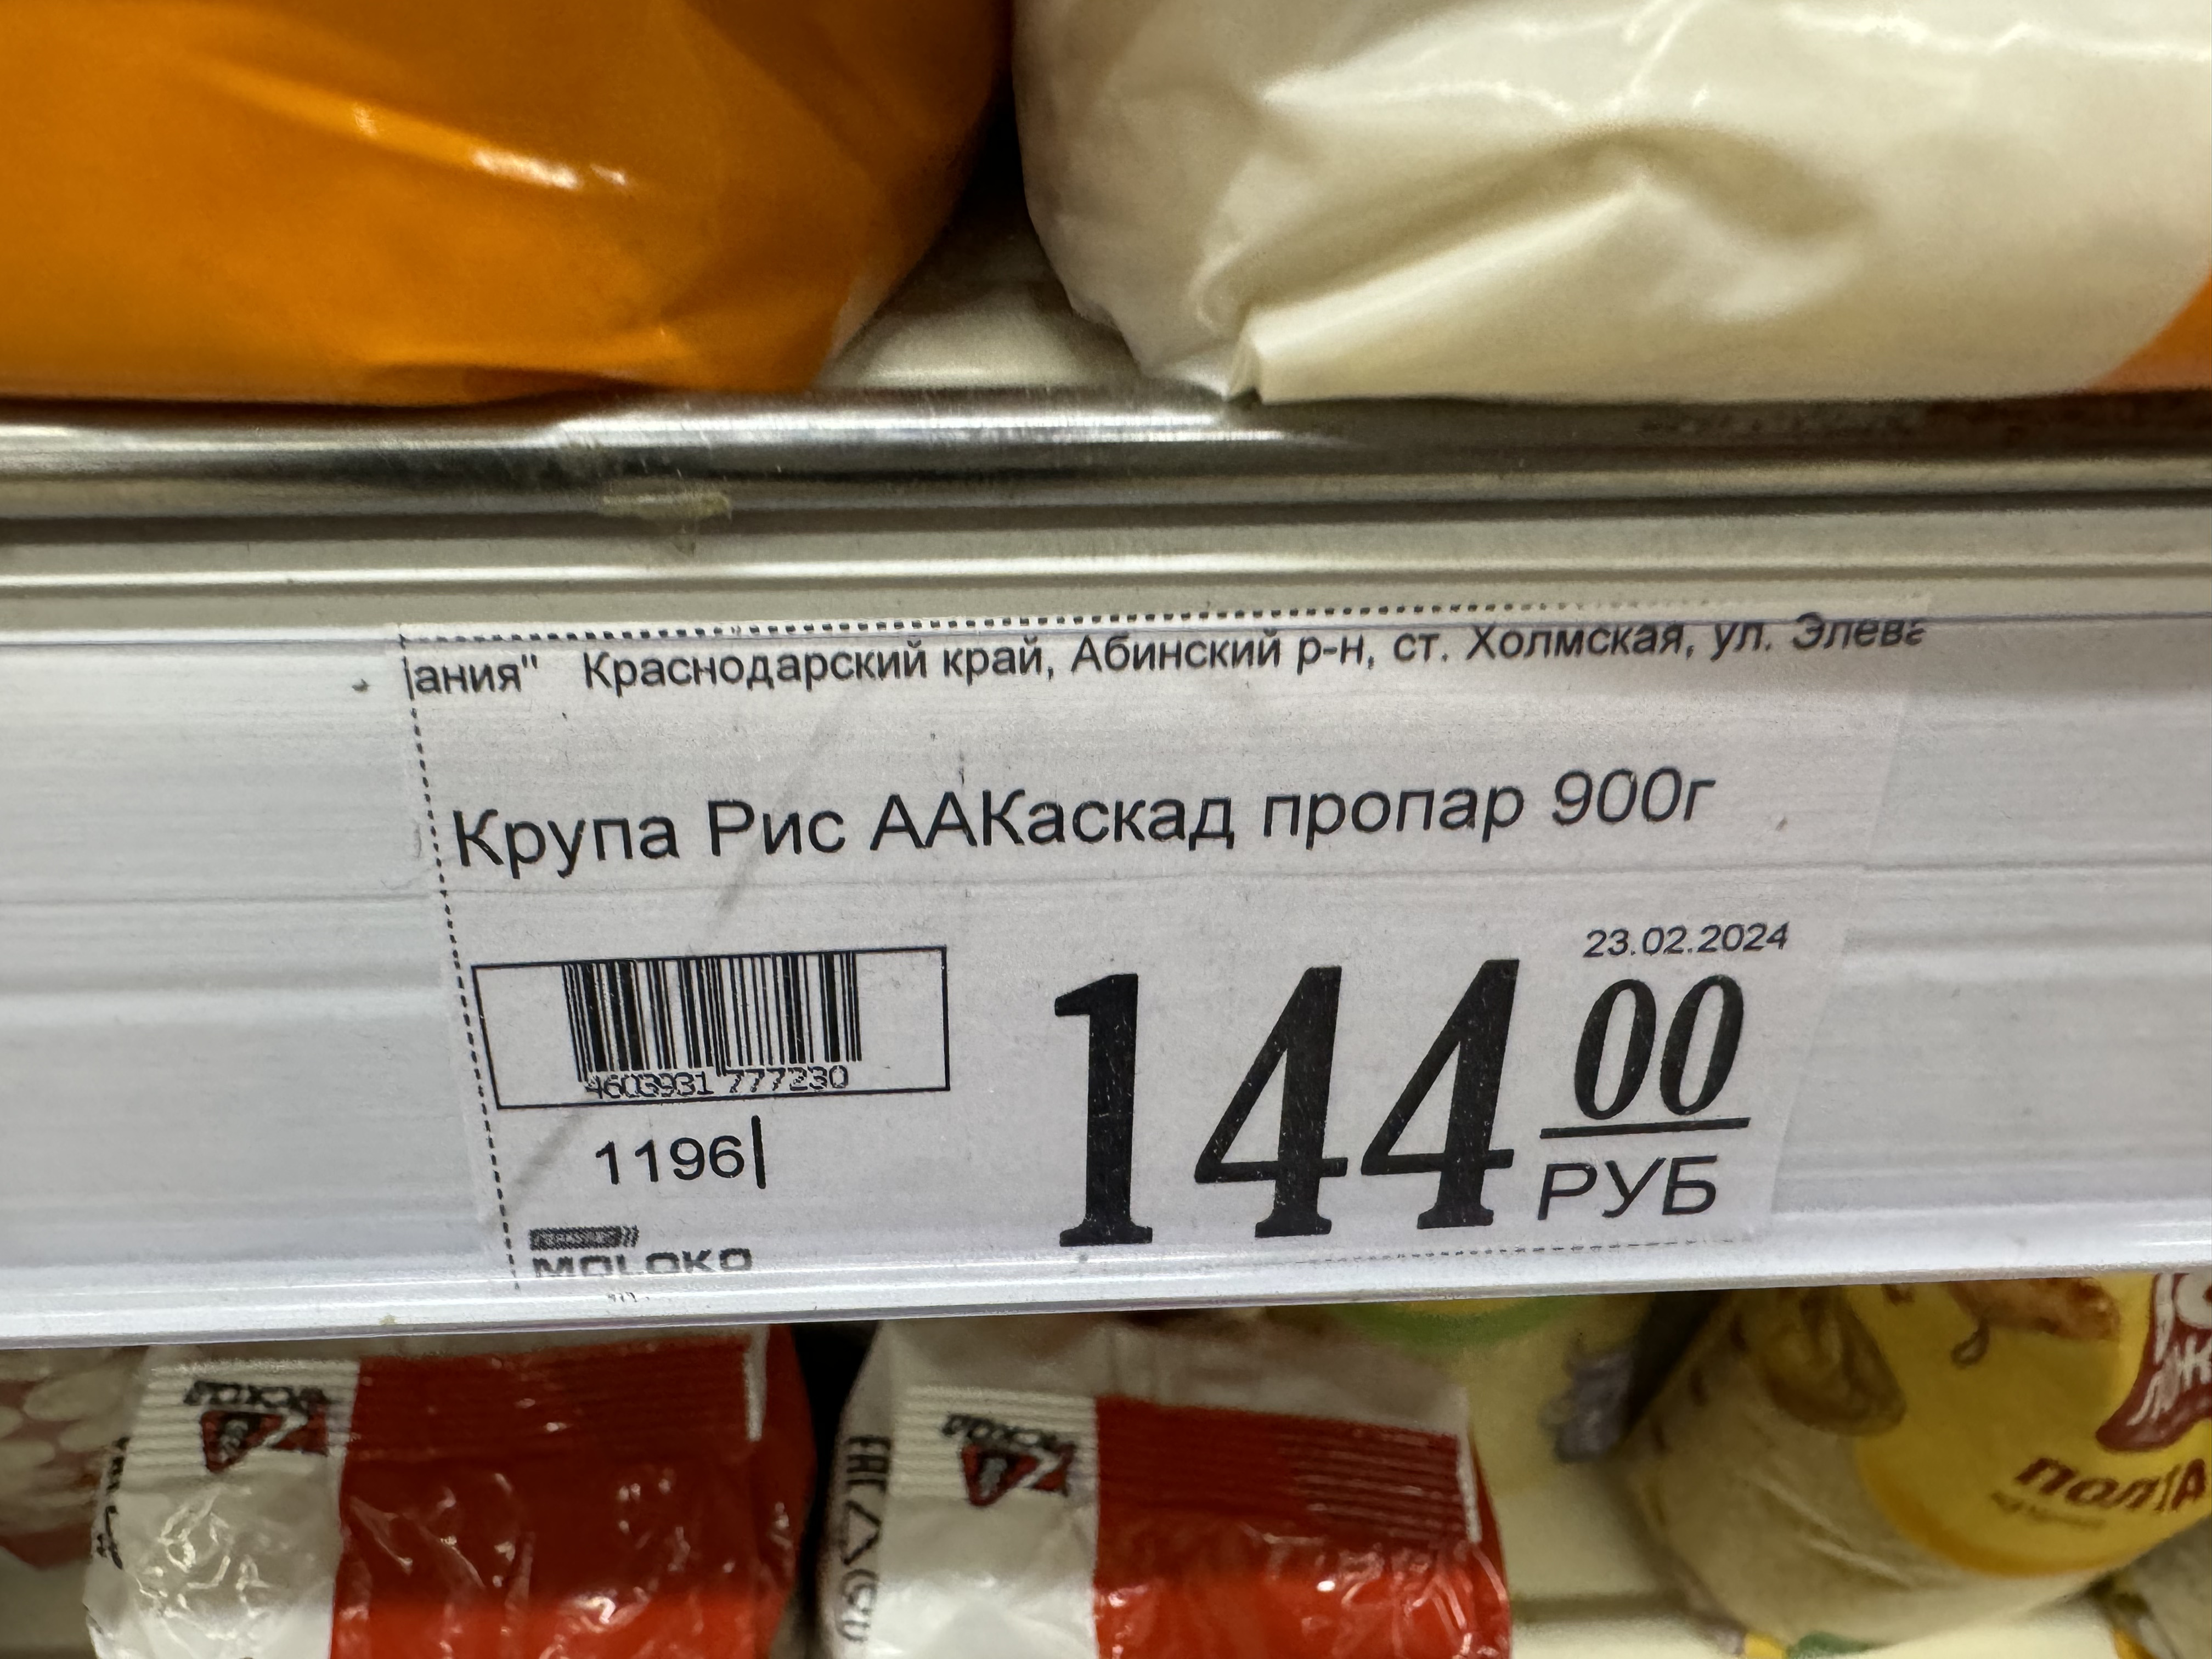 ания" Краснодарский край, Абинский р-н, ст. Холмская, ул. Элева
Крупа Рис ААКаскад пропар 900г
23.02.2024
144 00
РУБ
4603931 777230
1196
MOLOKO